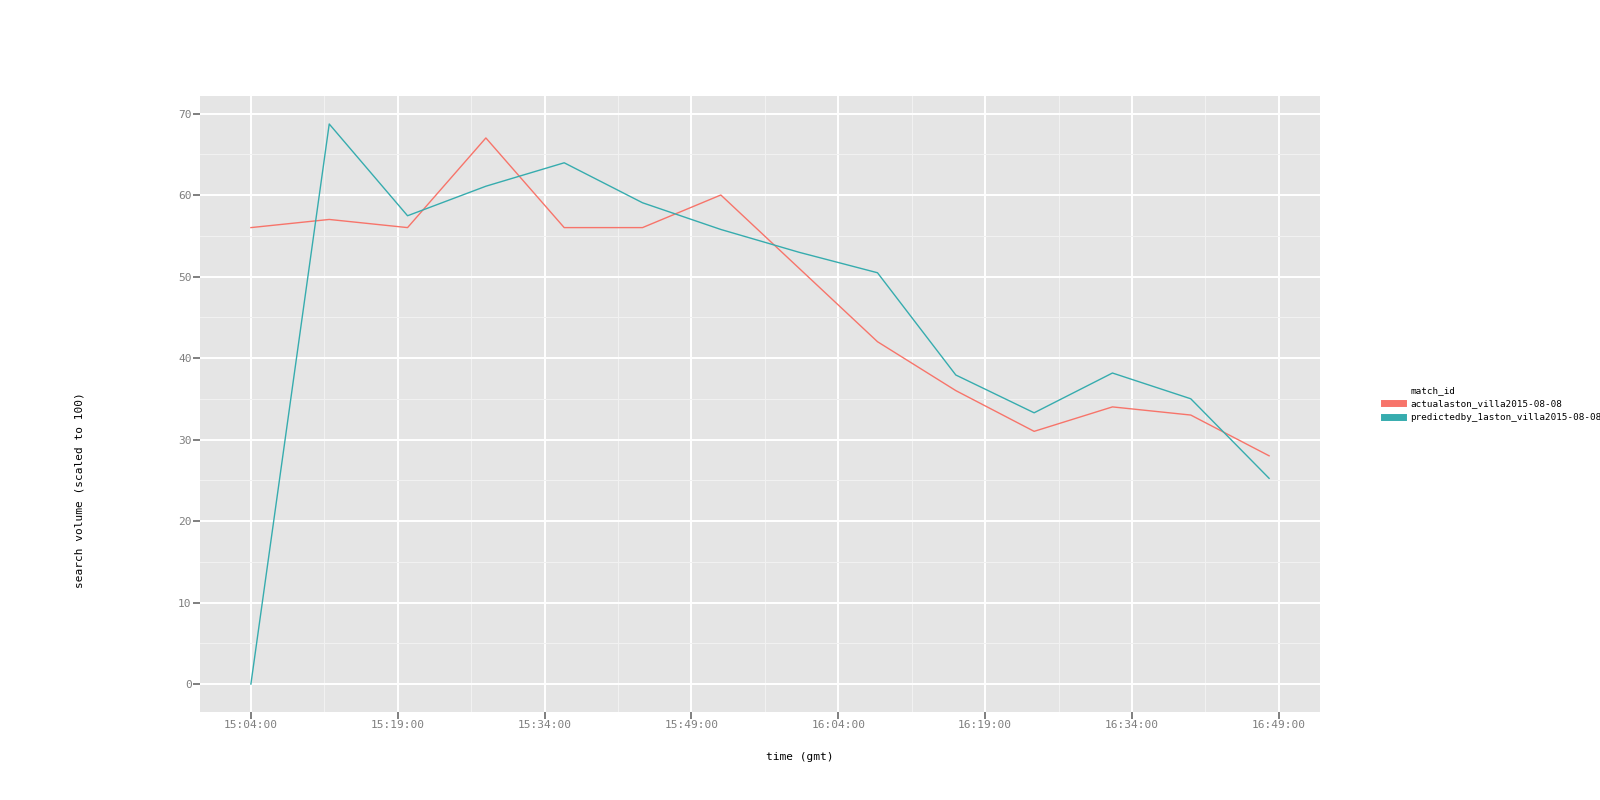 70
60
50
40
30
20
10
0
search volume (scaled to 100)
15:04:00 15:19:00 15:34:00 15:49:00 16:04:00 16:19:00 16:34:00 16:49:00
time (gmt)
match_id
actualaston_villa2015-08-08
predictedby_1aston_villa2015-08-08